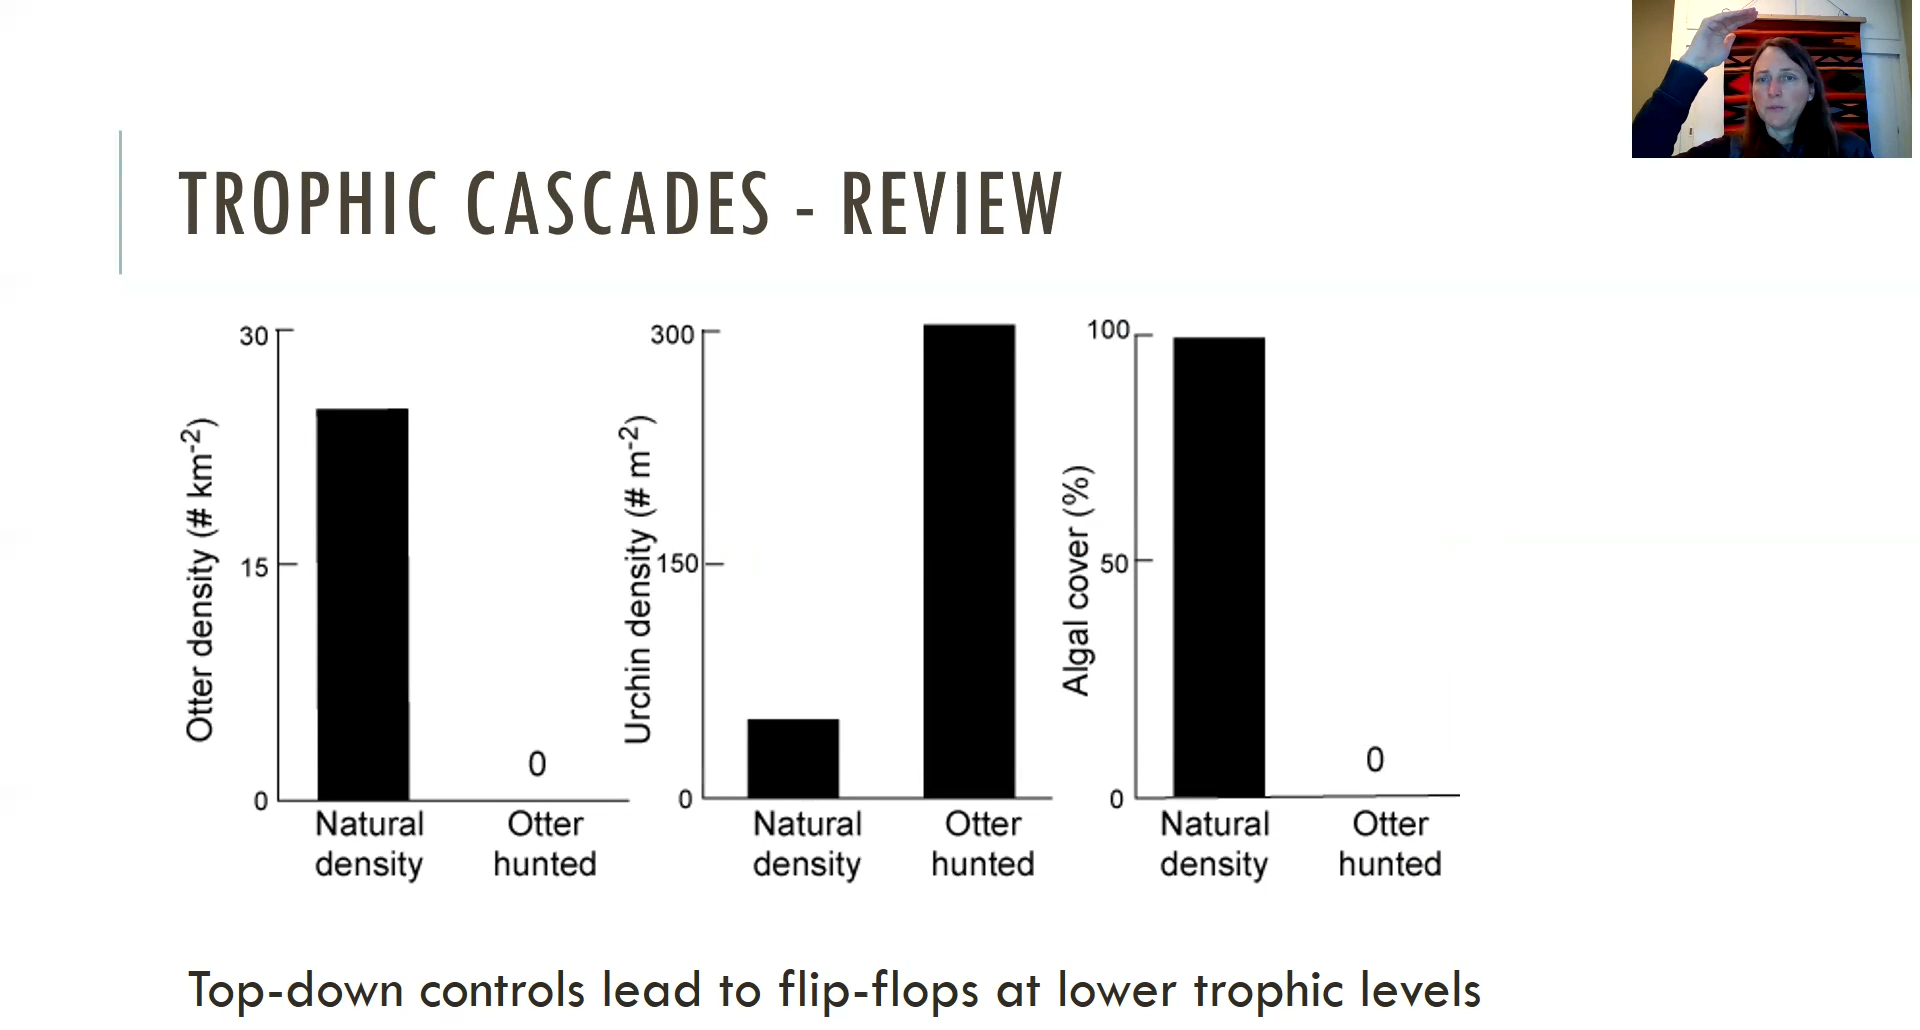 TROPHIC CASCADES - REVIEW
Otter density (# km-2)
30
15
0
0
Natural density
Otter hunted
Urchin density (# m-2)
300
150
0
Natural density
Otter hunted
Algal cover (%)
100
50
0
0
Natural density
Otter hunted
Top-down controls lead to flip-flops at lower trophic levels